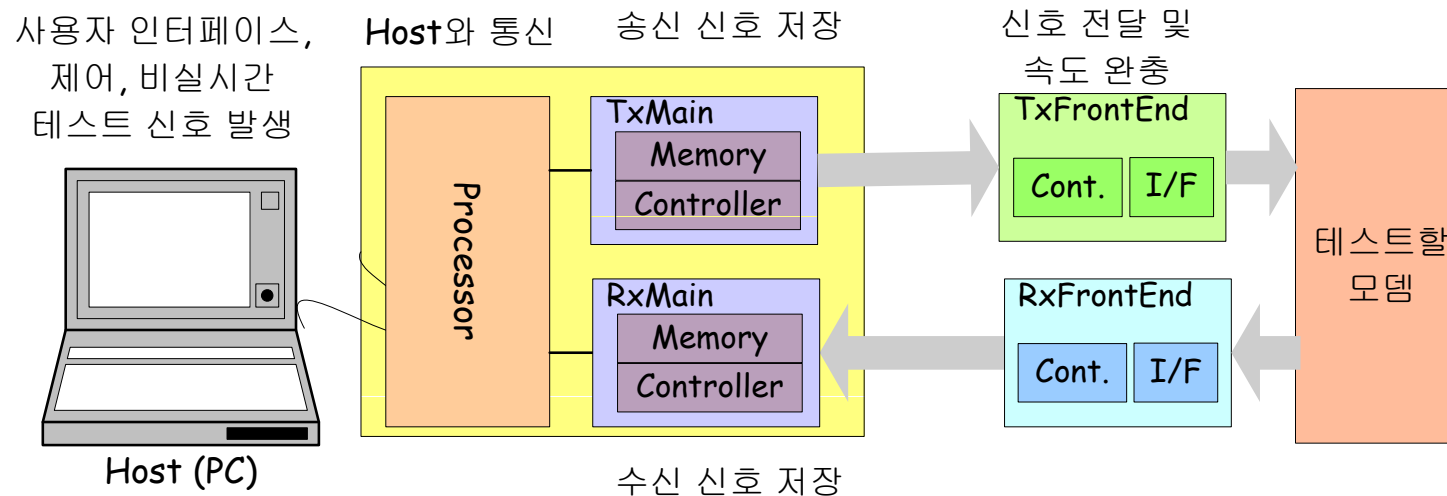 사용자 인터페이스,
제어, 비실시간
테스트 신호 발생
Host (PC)
Host와 통신
Processor
송신 신호 저장
TxMain
Memory
Controller
RxMain
Memory
Controller
수신 신호 저장
신호 전달 및
속도 완충
TxFrontEnd
Cont.
I/F
RxFrontEnd
Cont.
I/F
테스트할
모뎀